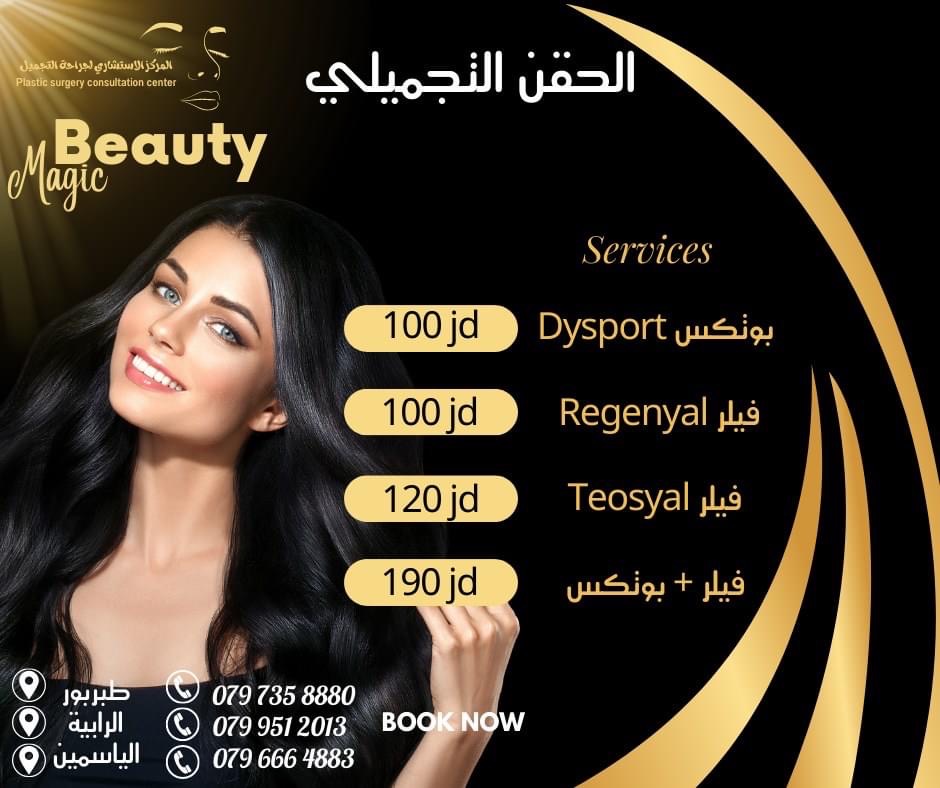 المركز الاستشاري لجراحة التجميل
Plastic surgery consultation center
Beauty
Magic
الحقن التجميلي
Services
بوتكس Dysport 100 jd
فيلر Regenyal 100 jd
فيلر Teosyal 120 jd
فيلر + بوتكس 190 jd
طبربور 079 735 8880
الرابية 079 951 2013
الياسمين 079 666 4883
BOOK NOW